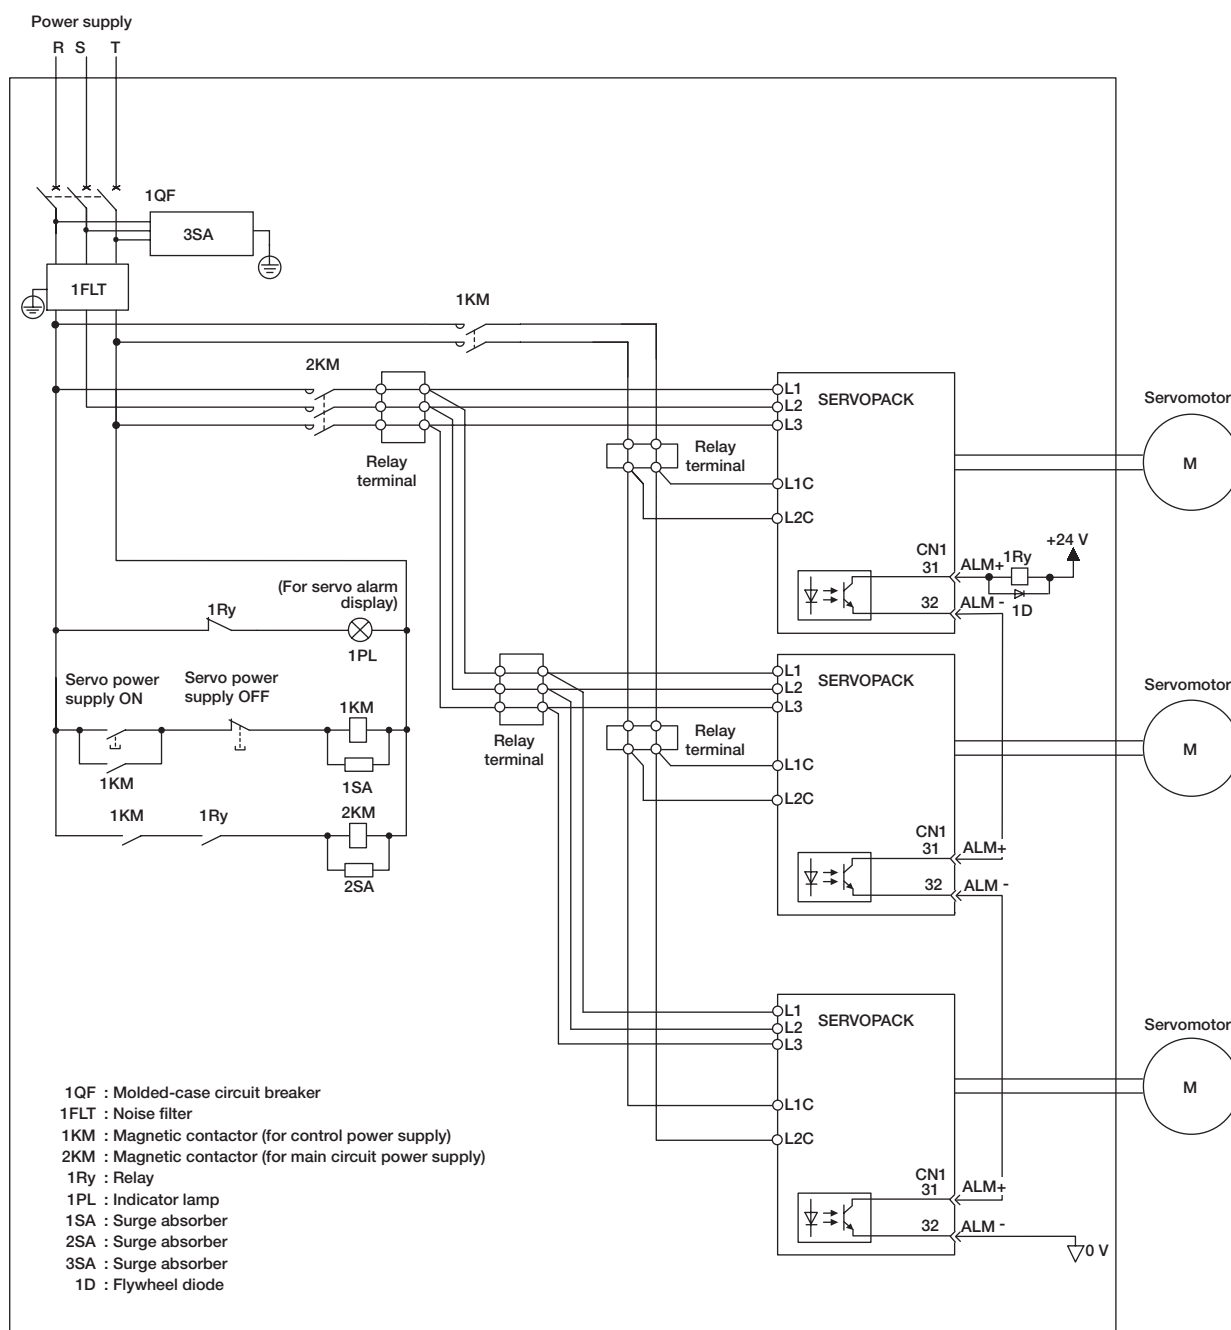 Power supply
R S T
1QF
3SA
1FLT
1KM
2KM
L1
L2
L3
SERVOPACK
Servomotor
M
Relay
terminal
Relay
terminal
L1C
L2C
+24 V
CN1
31
ALM+
1Ry
32
ALM -
1D
(For servo alarm
display)
1Ry
1PL
Servo power
supply ON
Servo power
supply OFF
1KM
1KM
1SA
1KM
1Ry
2KM
2SA
L1
L2
L3
SERVOPACK
Servomotor
M
Relay
terminal
Relay
terminal
L1C
L2C
CN1
31
ALM+
32
ALM -
L1
L2
L3
SERVOPACK
Servomotor
M
L1C
L2C
CN1
31
ALM+
32
ALM -
0 V
1QF : Molded-case circuit breaker
1FLT : Noise filter
1KM : Magnetic contactor (for control power supply)
2KM : Magnetic contactor (for main circuit power supply)
1Ry : Relay
1PL : Indicator lamp
1SA : Surge absorber
2SA : Surge absorber
3SA : Surge absorber
1D : Flywheel diode